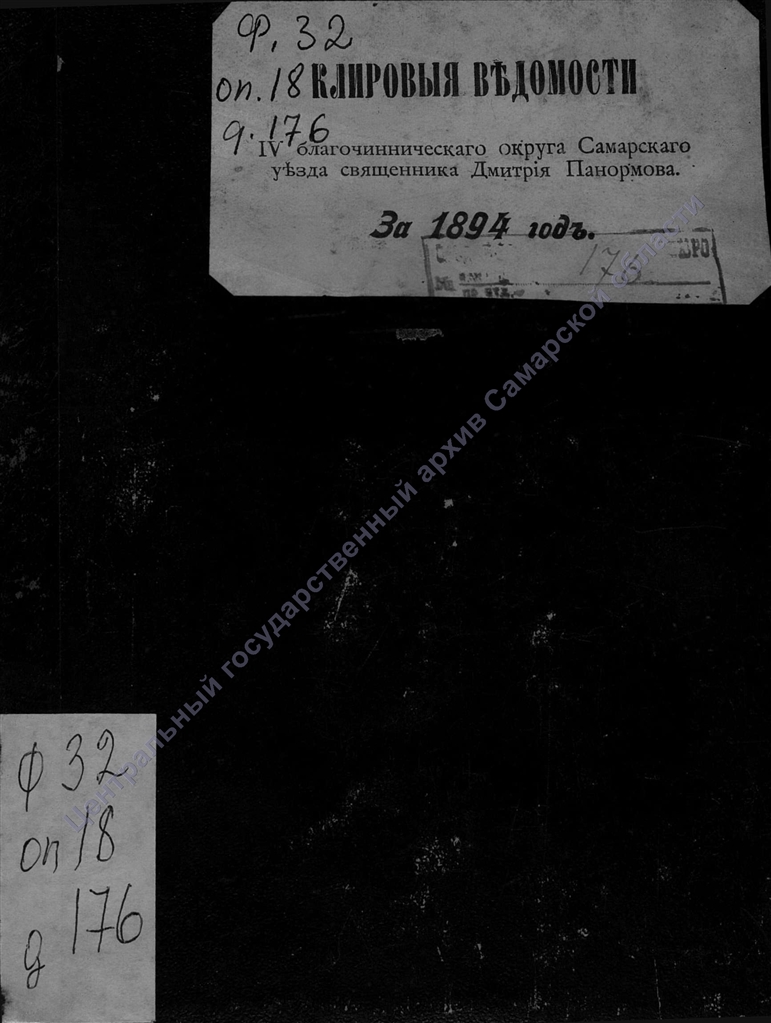 Ф. 32
оп. 18
КЛИРОВЫЯ ВѢДОМОСТИ
д. 176
IV благочинническаго округа Самарскаго
уѣзда священника Дмитрія Панормова.
За 1894 годъ.
Центральный государственный архив Самарской области
ф 32
оп 18
д 176